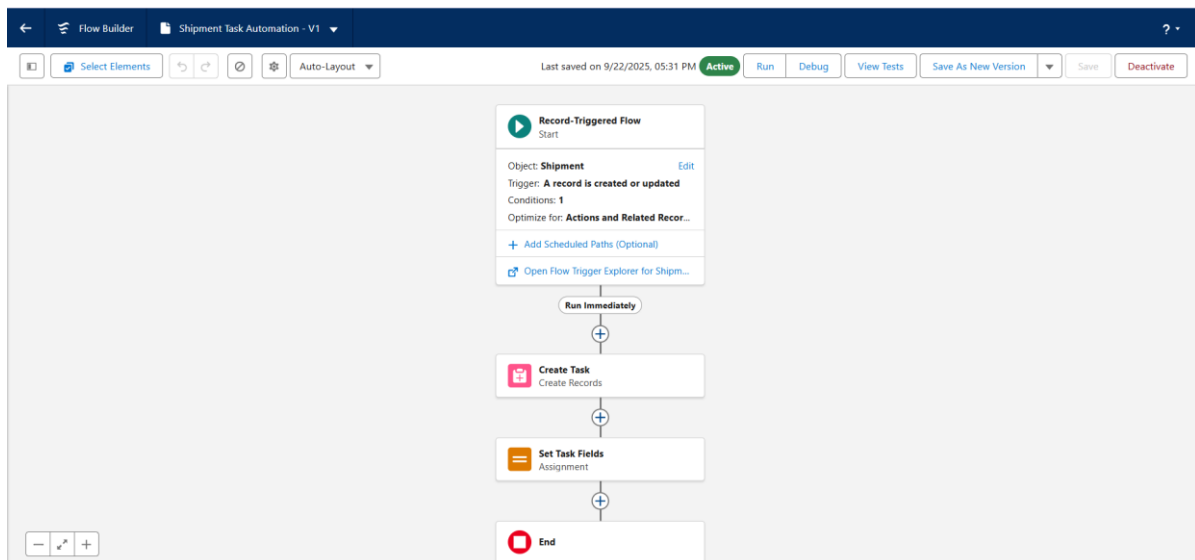 Flow Builder Shipment Task Automation - V1 ?
Select Elements Auto-Layout Last saved on 9/22/2025, 05:31 PM Active Run Debug View Tests Save As New Version Save Deactivate
Record-Triggered Flow
Start
Object: Shipment Edit
Trigger: A record is created or updated
Conditions: 1
Optimize for: Actions and Related Recor...
+ Add Scheduled Paths (Optional)
Open Flow Trigger Explorer for Shipm...
Run Immediately
Create Task
Create Records
Set Task Fields
Assignment
End